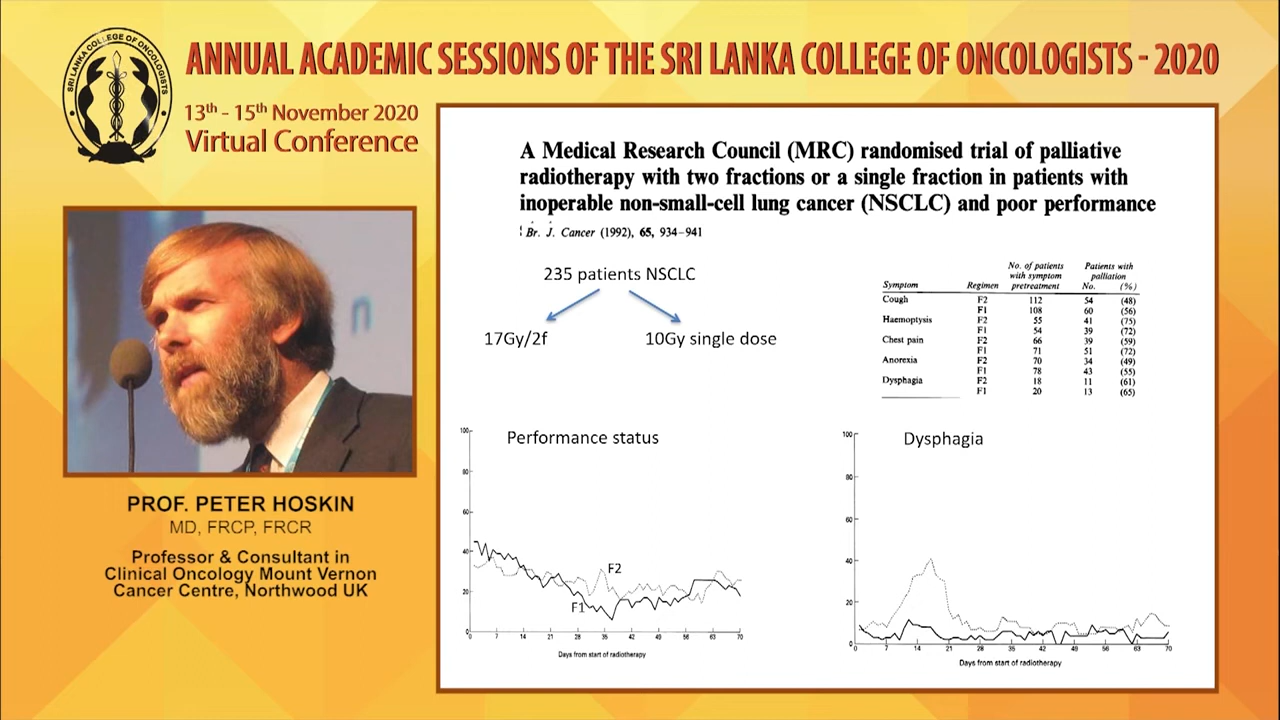 SRI LANKA COLLEGE OF ONCOLOGISTS
ANNUAL ACADEMIC SESSIONS OF THE SRI LANKA COLLEGE OF ONCOLOGISTS - 2020
13th - 15th November 2020
Virtual Conference
PROF. PETER HOSKIN
MD, FRCP, FRCR
Professor & Consultant in
Clinical Oncology Mount Vernon
Cancer Centre, Northwood UK
A Medical Research Council (MRC) randomised trial of palliative
radiotherapy with two fractions or a single fraction in patients with
inoperable non-small-cell lung cancer (NSCLC) and poor performance
Br. J. Cancer (1992), 65, 934-941
235 patients NSCLC
17Gy/2f 10Gy single dose
No. of patients Patients with
with symptom palliation
Symptom Regimen pretreatment No. (%)
Cough F2 112 54 (48)
F1 108 60 (56)
Haemoptysis F2 55 41 (75)
F1 54 39 (72)
Chest pain F2 66 39 (59)
F1 71 51 (72)
Anorexia F2 70 34 (49)
F1 78 43 (55)
Dysphagia F2 18 11 (61)
F1 20 13 (65)
Performance status
100
80
60
40
20
0
F2
F1
0 7 14 21 28 35 42 49 56 63 70
Days from start of radiotherapy
Dysphagia
100
80
60
40
20
0
0 7 14 21 28 35 42 49 56 63 70
Days from start of radiotherapy